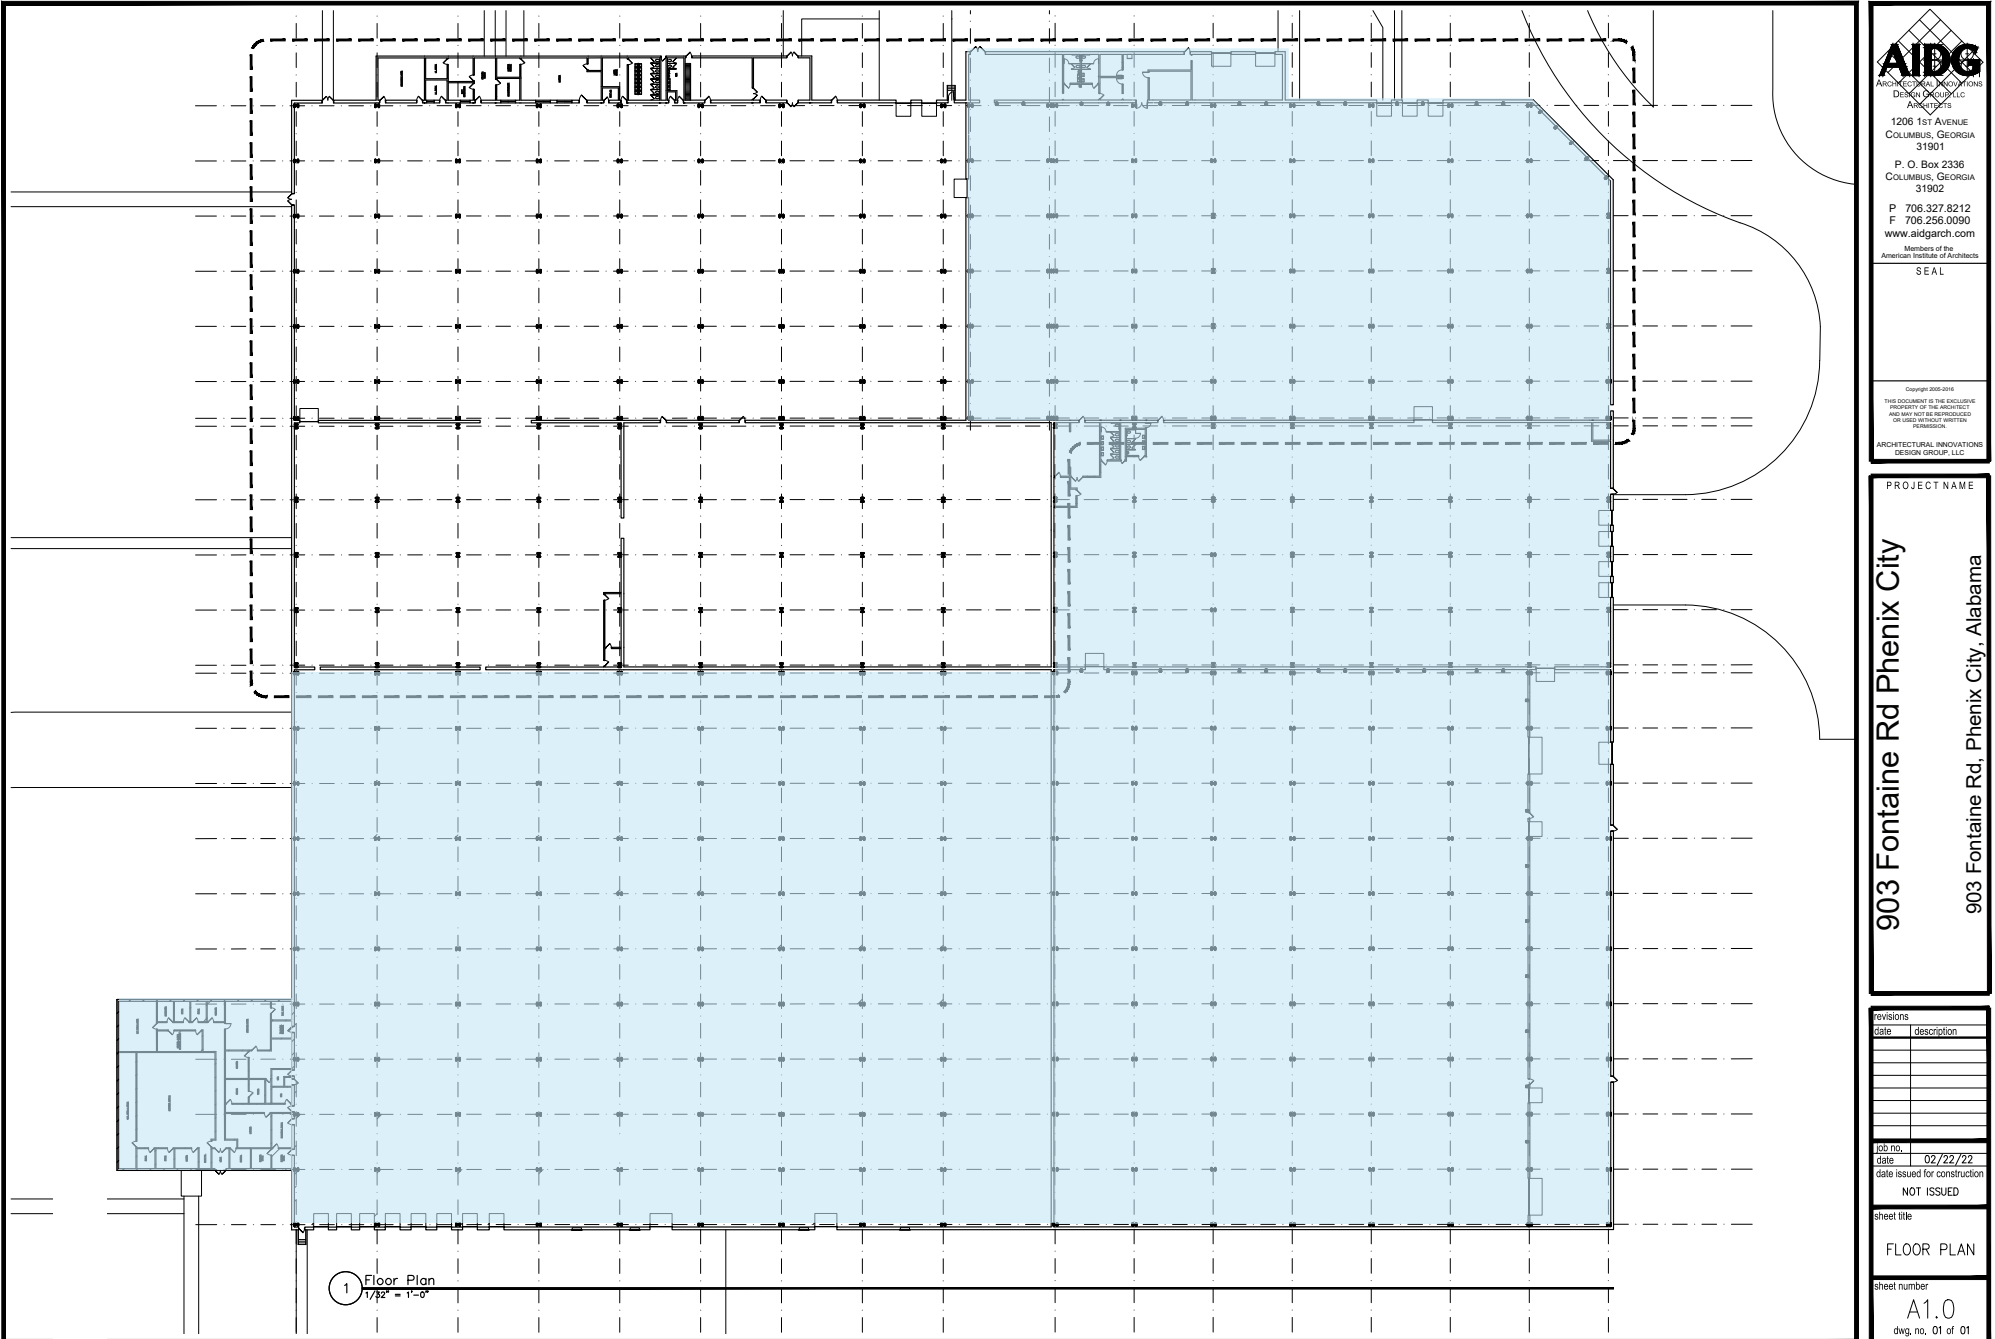 AIDG
ARCHITECTURAL INNOVATIONS
DESIGN GROUP, LLC
ARCHITECTS
1206 1ST AVENUE
COLUMBUS, GEORGIA
31901
P. O. BOX 2336
COLUMBUS, GEORGIA
31902
P 706.327.8212
F 706.256.0090
www.aidgarch.com
Members of the
American Institute of Architects
SEAL
Copyright 2005-2016
THIS DOCUMENT IS THE EXCLUSIVE
PROPERTY OF THE ARCHITECT
AND MAY NOT BE REPRODUCED
OR USED WITHOUT WRITTEN
PERMISSION.
ARCHITECTURAL INNOVATIONS
DESIGN GROUP, LLC
PROJECT NAME
903 Fontaine Rd Phenix City
903 Fontaine Rd, Phenix City, Alabama
revisions
date description
job no.
date 02/22/22
date issued for construction
NOT ISSUED
sheet title
FLOOR PLAN
sheet number
A1.0
dwg. no. 01 of 01
1 Floor Plan
1/32" = 1'-0"